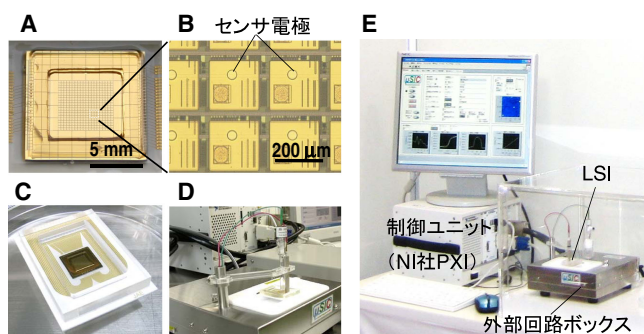 A
B
センサ電極
E
5 mm
200 μm
C
D
LSI
制御ユニット
（NI社PXI）
外部回路ボックス